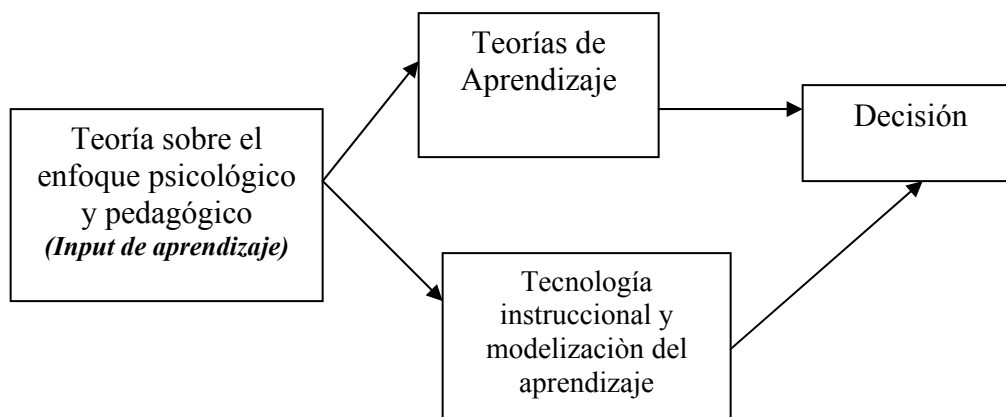 Teorías de
Aprendizaje
Decisión
Teoría sobre el
enfoque psicológico
y pedagógico
(Input de aprendizaje)
Tecnología
instruccional y
modelizaciòn del
aprendizaje